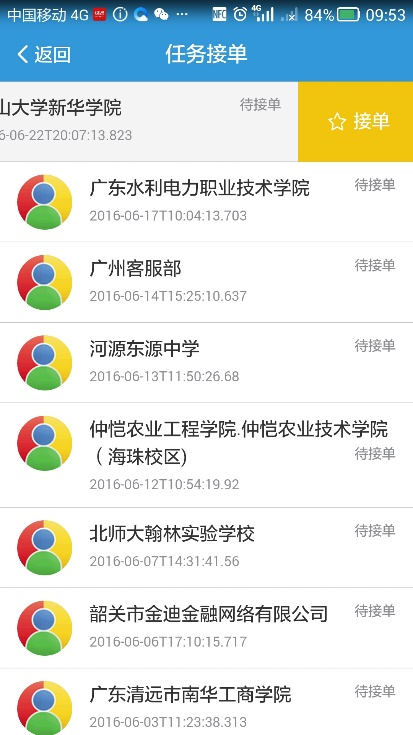 中国移动 4G NFC 4G 84% 09:53
返回 任务接单
山大学新华学院 待接单 接单
6-06-22T20:07:13.823
广东水利电力职业技术学院 待接单
2016-06-17T10:04:13.703
广州客服部 待接单
2016-06-14T15:25:10.637
河源东源中学 待接单
2016-06-13T11:50:26.68
仲恺农业工程学院.仲恺农业技术学院
（海珠校区) 待接单
2016-06-12T10:54:19.92
北师大翰林实验学校 待接单
2016-06-07T14:31:41.56
韶关市金迪金融网络有限公司 待接单
2016-06-06T17:10:15.717
广东清远市南华工商学院 待接单
2016-06-03T11:23:38.313